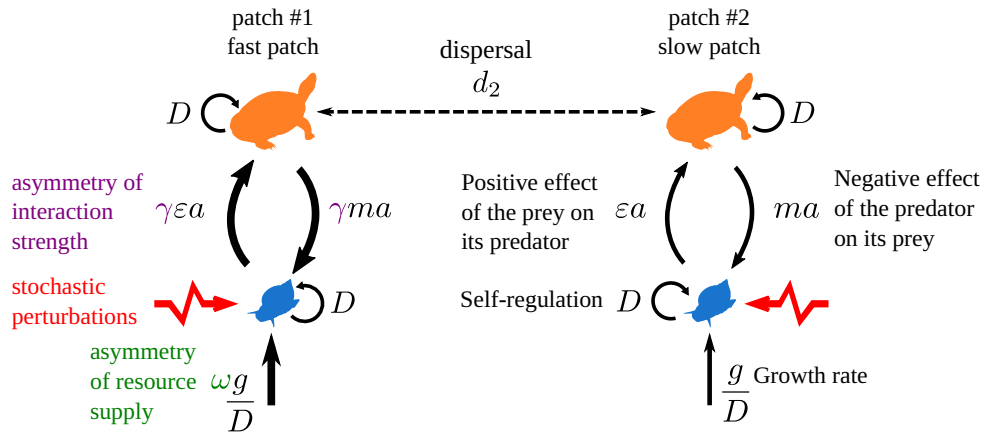 patch #1
fast patch
patch #2
slow patch
dispersal
d₂
D
D
asymmetry of
interaction
strength
γεa
γma
Positive effect
of the prey on
its predator
εa
ma
Negative effect
of the predator
on its prey
stochastic
perturbations
D
Self-regulation
D
asymmetry
of resource
supply
ωg
D
g
D
Growth rate